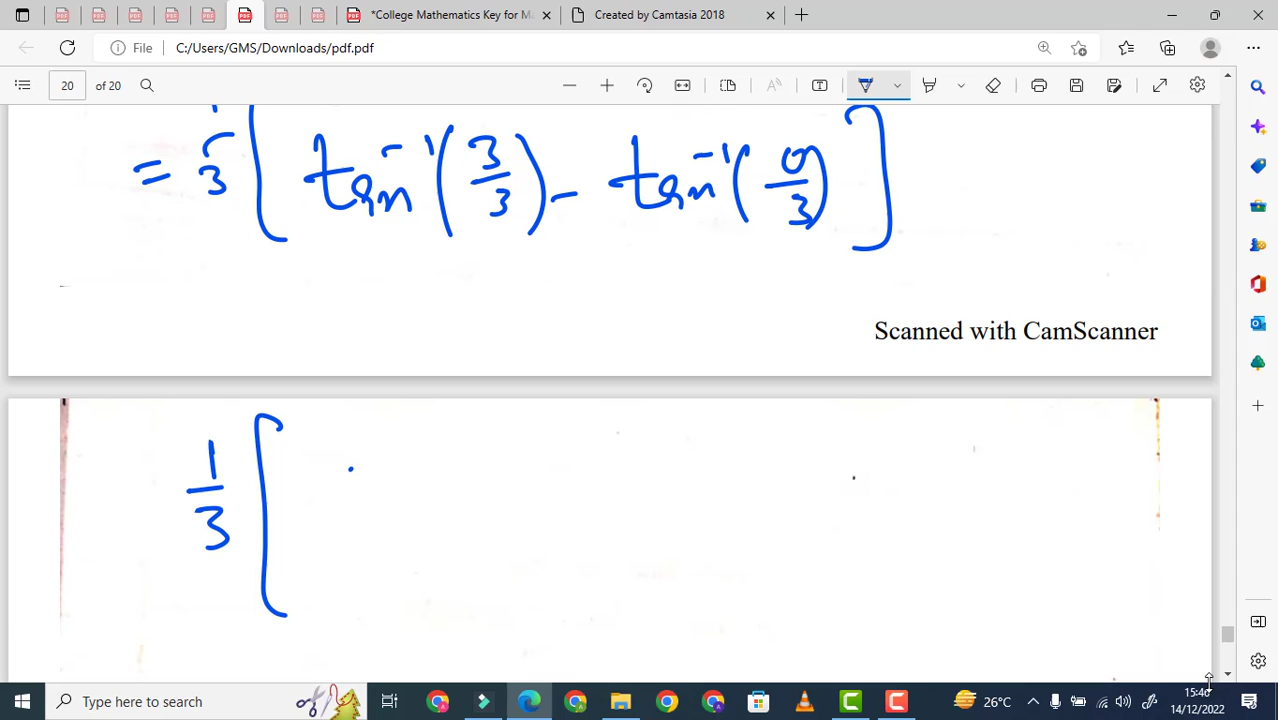 *College Mathematics Key for Ma
Created by Camtasia 2018
File C:/Users/GMS/Downloads/pdf.pdf
20 of 20
= 1/3 [ tan⁻¹(3/3) - tan⁻¹(0/3) ]
Scanned with CamScanner
1/3 [
Type here to search
26°C
15:46
14/12/2022